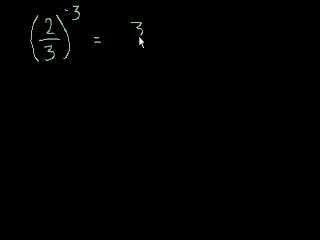 (2/3)^-3 = 3